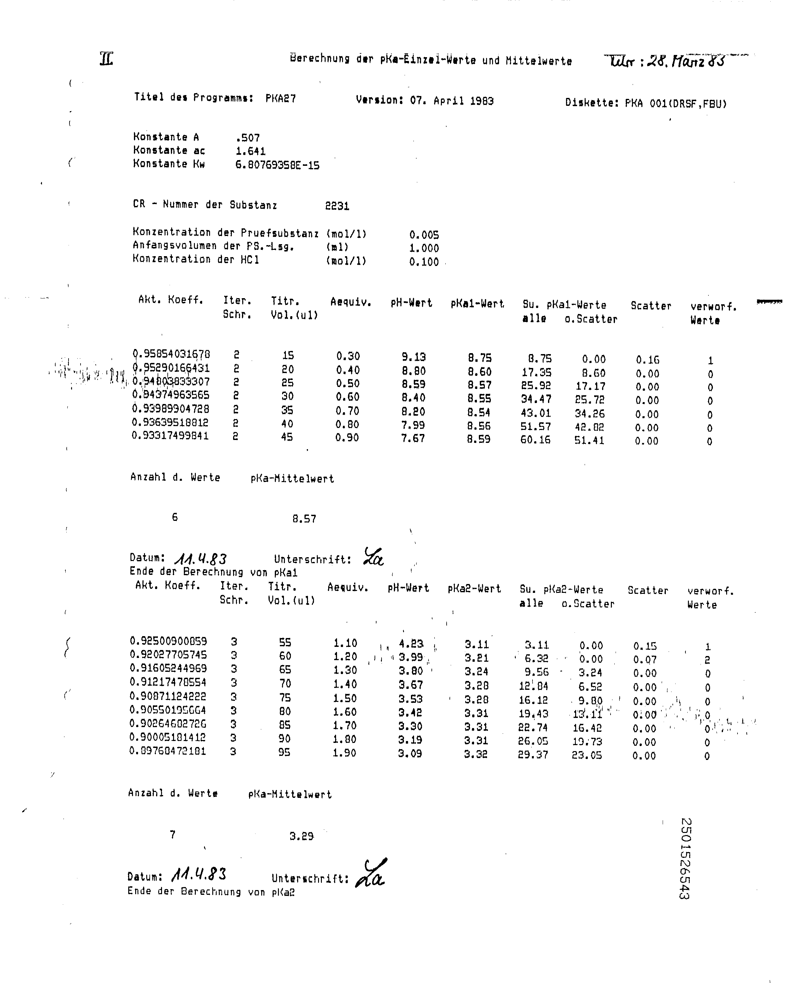 II Berechnung der pKa-Einzel-Werte und Mittelwerte Titr : 28. März 83
Titel des Programms: PKA27 Version: 07. April 1983 Diskette: PKA 001(DRSF,FBU)
Konstante A .507
Konstante ac 1.641
Konstante Kw 6.80769358E-15
CR - Nummer der Substanz 2231
Konzentration der Pruefsubstanz (mol/l) 0.005
Anfangsvolumen der PS.-Lsg. (ml) 1.000
Konzentration der HCl (mol/l) 0.100
Akt. Koeff. Iter. Titr. Aequiv. pH-Wert pKa1-Wert Su. pKa1-Werte Scatter verworf.
Schr. Vol.(ul) alle o.Scatter Werte
0.95854031678 2 15 0.30 9.13 8.75 8.75 0.00 0.16 1
0.95290166431 2 20 0.40 8.80 8.60 17.35 8.60 0.00 0
0.94803833307 2 25 0.50 8.59 8.57 25.92 17.17 0.00 0
0.94374963565 2 30 0.60 8.40 8.55 34.47 25.72 0.00 0
0.93989904728 2 35 0.70 8.20 8.54 43.01 34.26 0.00 0
0.93639518812 2 40 0.80 7.99 8.56 51.57 42.82 0.00 0
0.93317499841 2 45 0.90 7.67 8.59 60.16 51.41 0.00 0
Anzahl d. Werte pKa-Mittelwert
6 8.57
Datum: 11.4.83 Unterschrift: La
Ende der Berechnung von pKa1
Akt. Koeff. Iter. Titr. Aequiv. pH-Wert pKa2-Wert Su. pKa2-Werte Scatter verworf.
Schr. Vol.(ul) alle o.Scatter Werte
0.92500900859 3 55 1.10 4.23 3.11 3.11 0.00 0.15 1
0.92027705745 3 60 1.20 3.99 3.21 6.32 0.00 0.07 2
0.91605244969 3 65 1.30 3.80 3.24 9.56 3.24 0.00 0
0.91217478554 3 70 1.40 3.67 3.28 12.84 6.52 0.00 0
0.90871124222 3 75 1.50 3.53 3.28 16.12 9.80 0.00 0
0.90550195664 3 80 1.60 3.42 3.31 19.43 13.11 0.00 0
0.90264682726 3 85 1.70 3.30 3.31 22.74 16.42 0.00 0
0.90005181412 3 90 1.80 3.19 3.31 26.05 19.73 0.00 0
0.89760472181 3 95 1.90 3.09 3.32 29.37 23.05 0.00 0
Anzahl d. Werte pKa-Mittelwert
7 3.29
Datum: 11.4.83 Unterschrift: La
Ende der Berechnung von pKa2
2501526543